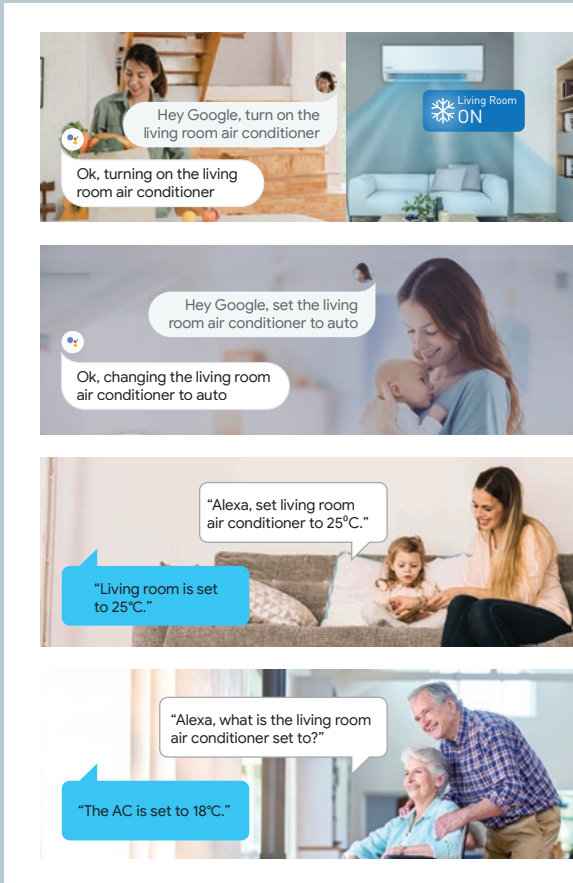 Hey Google, turn on the
living room air conditioner
Living Room
ON
Ok, turning on the living
room air conditioner
Hey Google, set the living
room air conditioner to auto
Ok, changing the living room
air conditioner to auto
“Alexa, set living room
air conditioner to 25⁰C.”
“Living room is set
to 25°C.”
“Alexa, what is the living room
air conditioner set to?”
“The AC is set to 18°C.”